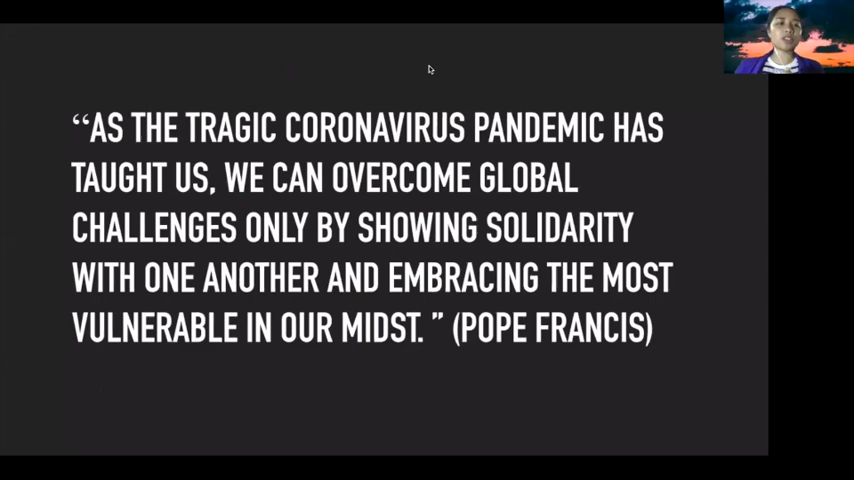 “AS THE TRAGIC CORONAVIRUS PANDEMIC HAS
TAUGHT US, WE CAN OVERCOME GLOBAL
CHALLENGES ONLY BY SHOWING SOLIDARITY
WITH ONE ANOTHER AND EMBRACING THE MOST
VULNERABLE IN OUR MIDST. ” (POPE FRANCIS)